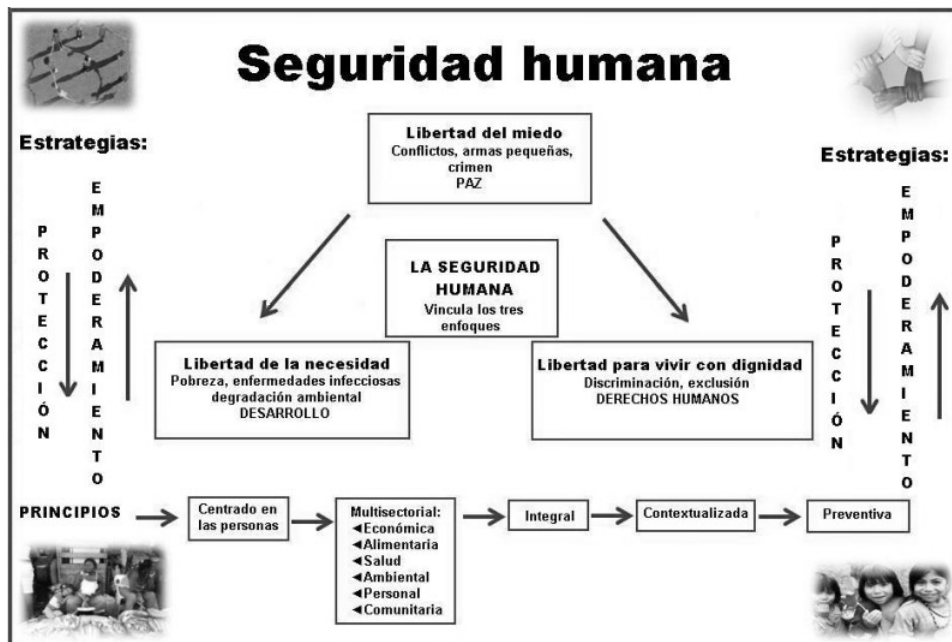 Seguridad humana
Estrategias:
PROTECCIÓN
EMPODERAMIENTO
Libertad del miedo
Conflictos, armas pequeñas,
crimen
PAZ
LA SEGURIDAD
HUMANA
Vincula los tres
enfoques
Libertad de la necesidad
Pobreza, enfermedades infecciosas
degradación ambiental
DESARROLLO
Libertad para vivir con dignidad
Discriminación, exclusión
DERECHOS HUMANOS
Estrategias:
PROTECCIÓN
EMPODERAMIENTO
PRINCIPIOS
Centrado en
las personas
Multisectorial:
◄Económica
◄Alimentaria
◄Salud
◄Ambiental
◄Personal
◄Comunitaria
Integral
Contextualizada
Preventiva